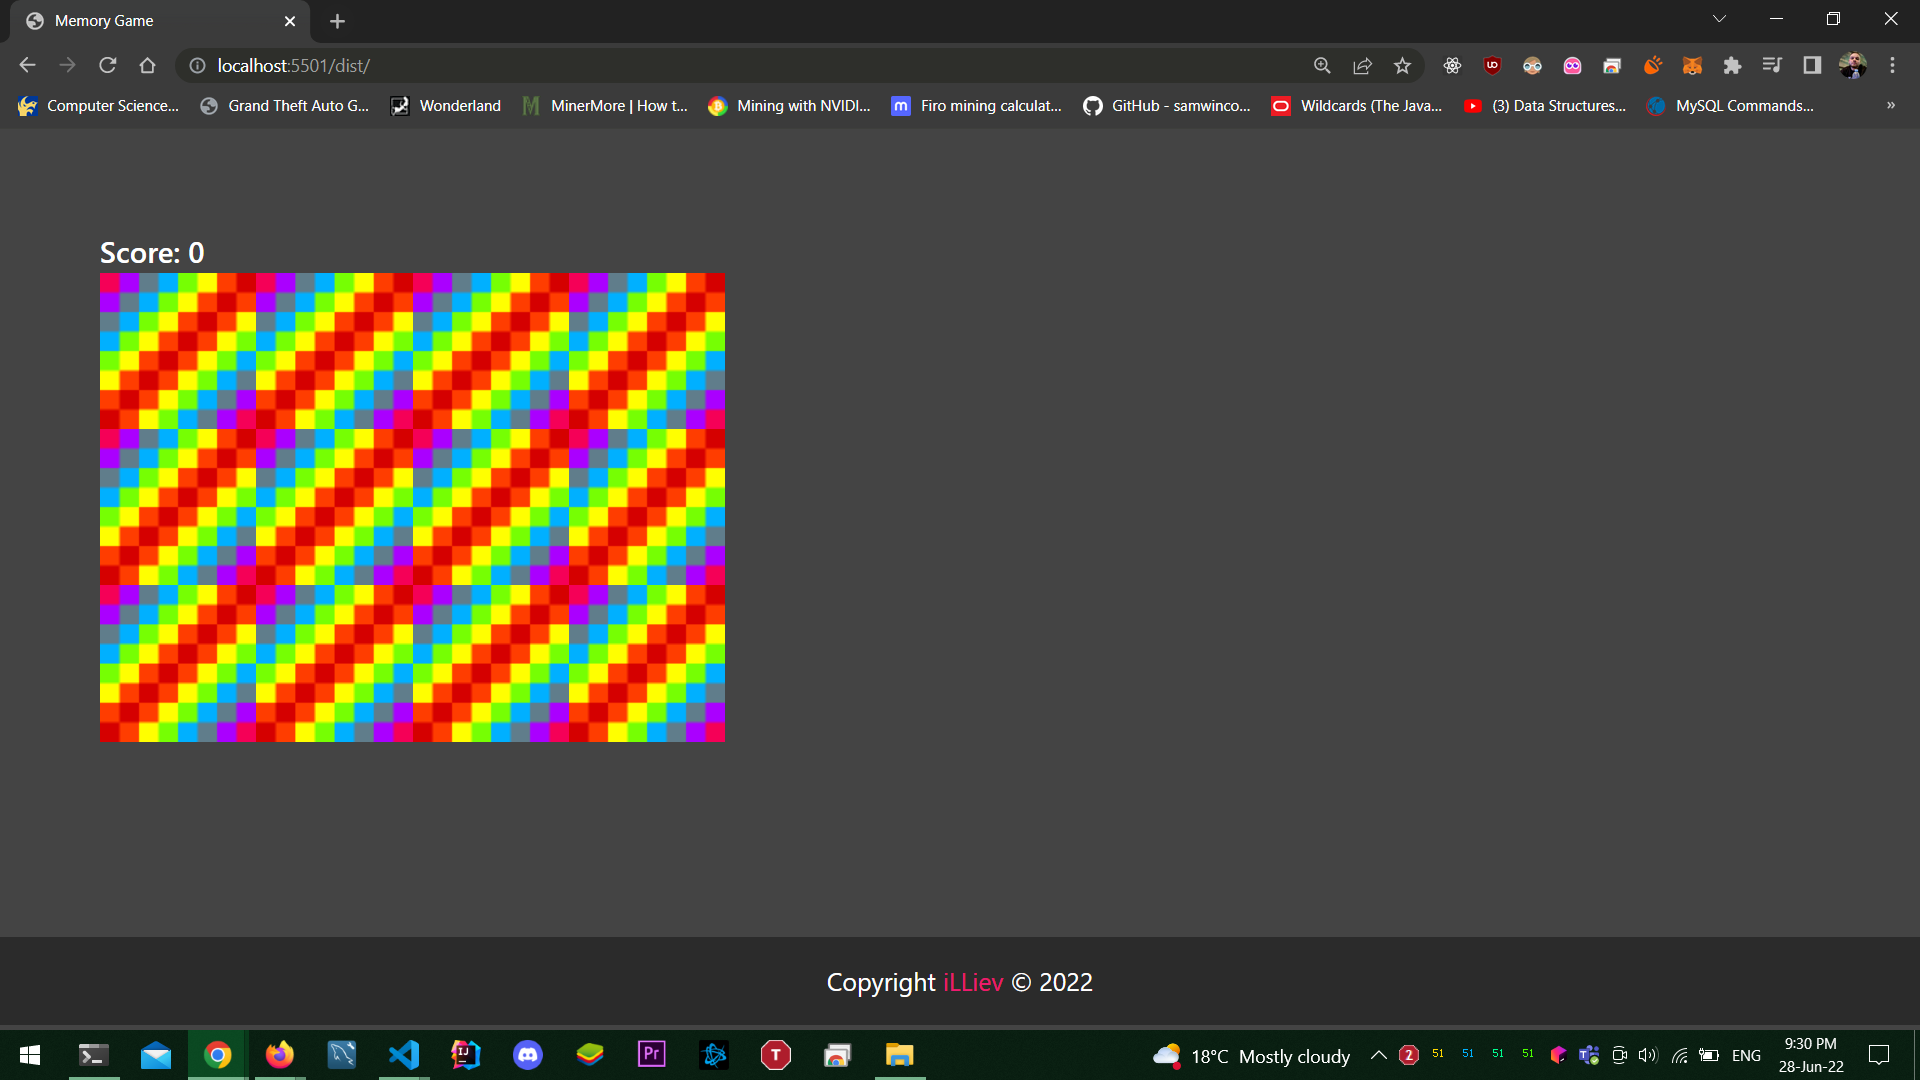 Memory Game
localhost:5501/dist/
Computer Science...
Grand Theft Auto G...
Wonderland
MinerMore | How t...
Mining with NVIDI...
Firo mining calculat...
GitHub - samwinco...
Wildcards (The Java...
(3) Data Structures...
MySQL Commands...
»
Score: 0
Copyright iLLiev © 2022
18°C Mostly cloudy
2
51
51
51
51
ENG
9:30 PM
28-Jun-22